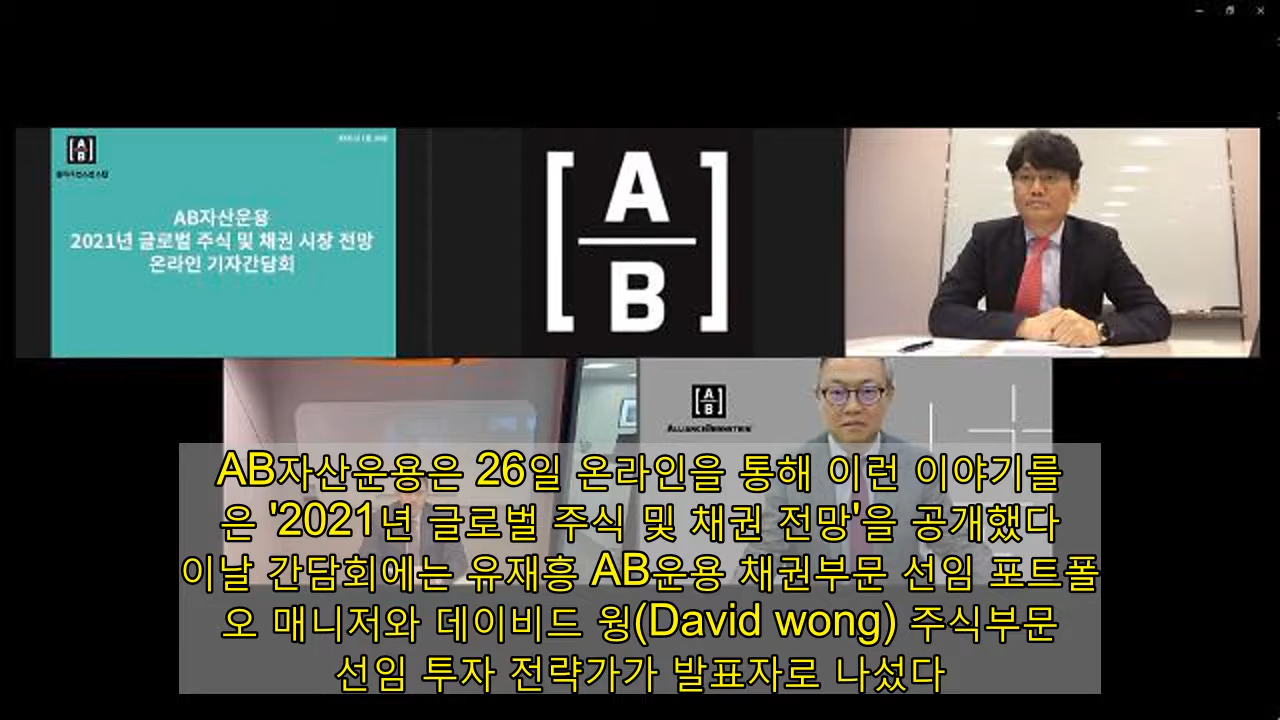 AB자산운용
2021년 글로벌 주식 및 채권 시장 전망
온라인 기자간담회
[A
B]
[A
B]
[A
B]
ALLIANCEBERNSTEIN
AB자산운용은 26일 온라인을 통해 이런 이야기를
은 '2021년 글로벌 주식 및 채권 전망'을 공개했다
이날 간담회에는 유재흥 AB운용 채권부문 선임 포트폴
오 매니저와 데이비드 웡(David wong) 주식부문
선임 투자 전략가가 발표자로 나섰다